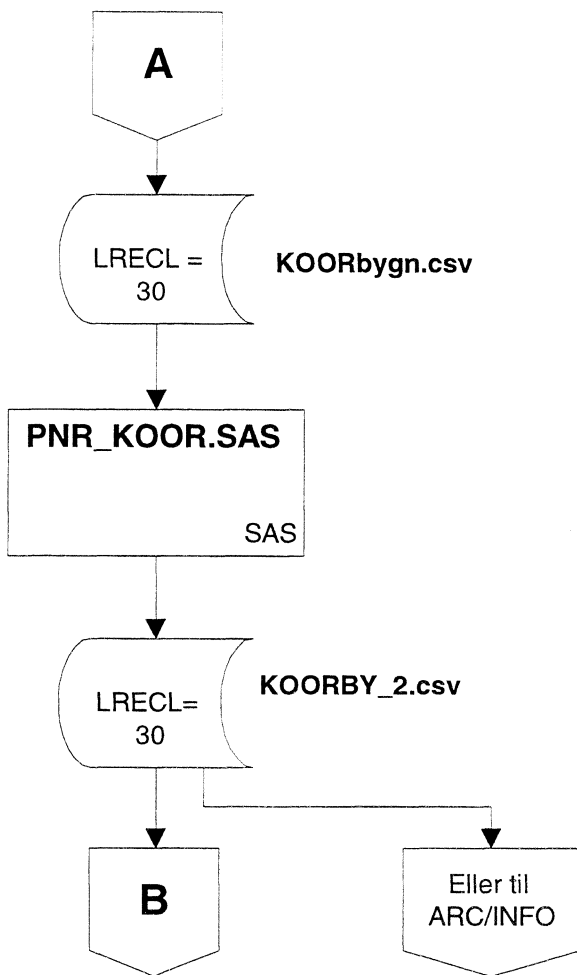 A
LRECL =
30
KOORbygn.csv
PNR_KOOR.SAS
SAS
LRECL=
30
KOORBY_2.csv
B
Eller til
ARC/INFO